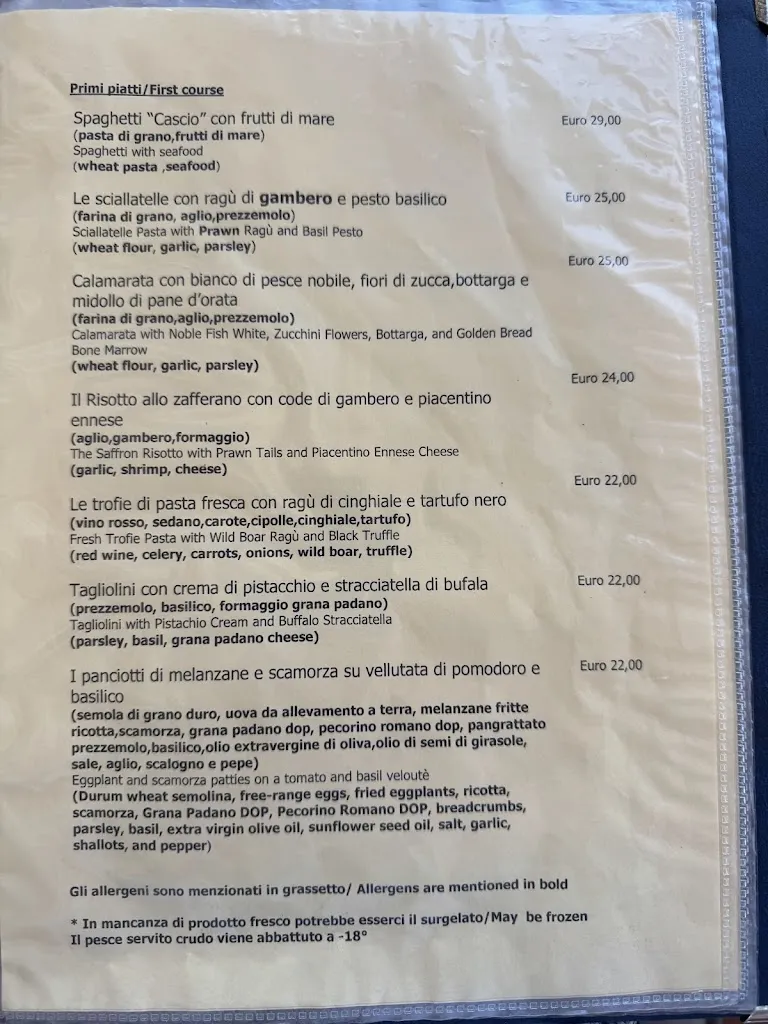 Primi piatti/First course
Spaghetti “Cascio” con frutti di mare Euro 29,00
(pasta di grano,frutti di mare)
Spaghetti with seafood
(wheat pasta ,seafood)
Le sciallatelle con ragù di gambero e pesto basilico Euro 25,00
(farina di grano, aglio,prezzemolo)
Sciallatelle Pasta with Prawn Ragù and Basil Pesto
(wheat flour, garlic, parsley)
Euro 25,00
Calamarata con bianco di pesce nobile, fiori di zucca,bottarga e
midollo di pane d’orata
(farina di grano,aglio,prezzemolo)
Calamarata with Noble Fish White, Zucchini Flowers, Bottarga, and Golden Bread
Bone Marrow
(wheat flour, garlic, parsley)
Euro 24,00
Il Risotto allo zafferano con code di gambero e piacentino
ennese
(aglio,gambero,formaggio)
The Saffron Risotto with Prawn Tails and Piacentino Ennese Cheese
(garlic, shrimp, cheese)
Euro 22,00
Le trofie di pasta fresca con ragù di cinghiale e tartufo nero
(vino rosso, sedano,carote,cipolle,cinghiale,tartufo)
Fresh Trofie Pasta with Wild Boar Ragù and Black Truffle
(red wine, celery, carrots, onions, wild boar, truffle)
Tagliolini con crema di pistacchio e stracciatella di bufala Euro 22,00
(prezzemolo, basilico, formaggio grana padano)
Tagliolini with Pistachio Cream and Buffalo Stracciatella
(parsley, basil, grana padano cheese)
I panciotti di melanzane e scamorza su vellutata di pomodoro e Euro 22,00
basilico
(semola di grano duro, uova da allevamento a terra, melanzane fritte
ricotta,scamorza, grana padano dop, pecorino romano dop, pangrattato
prezzemolo,basilico,olio extravergine di oliva,olio di semi di girasole,
sale, aglio, scalogno e pepe)
Eggplant and scamorza patties on a tomato and basil veloutè
(Durum wheat semolina, free-range eggs, fried eggplants, ricotta,
scamorza, Grana Padano DOP, Pecorino Romano DOP, breadcrumbs,
parsley, basil, extra virgin olive oil, sunflower seed oil, salt, garlic,
shallots, and pepper)
Gli allergeni sono menzionati in grassetto/ Allergens are mentioned in bold
* In mancanza di prodotto fresco potrebbe esserci il surgelato/May be frozen
Il pesce servito crudo viene abbattuto a -18°